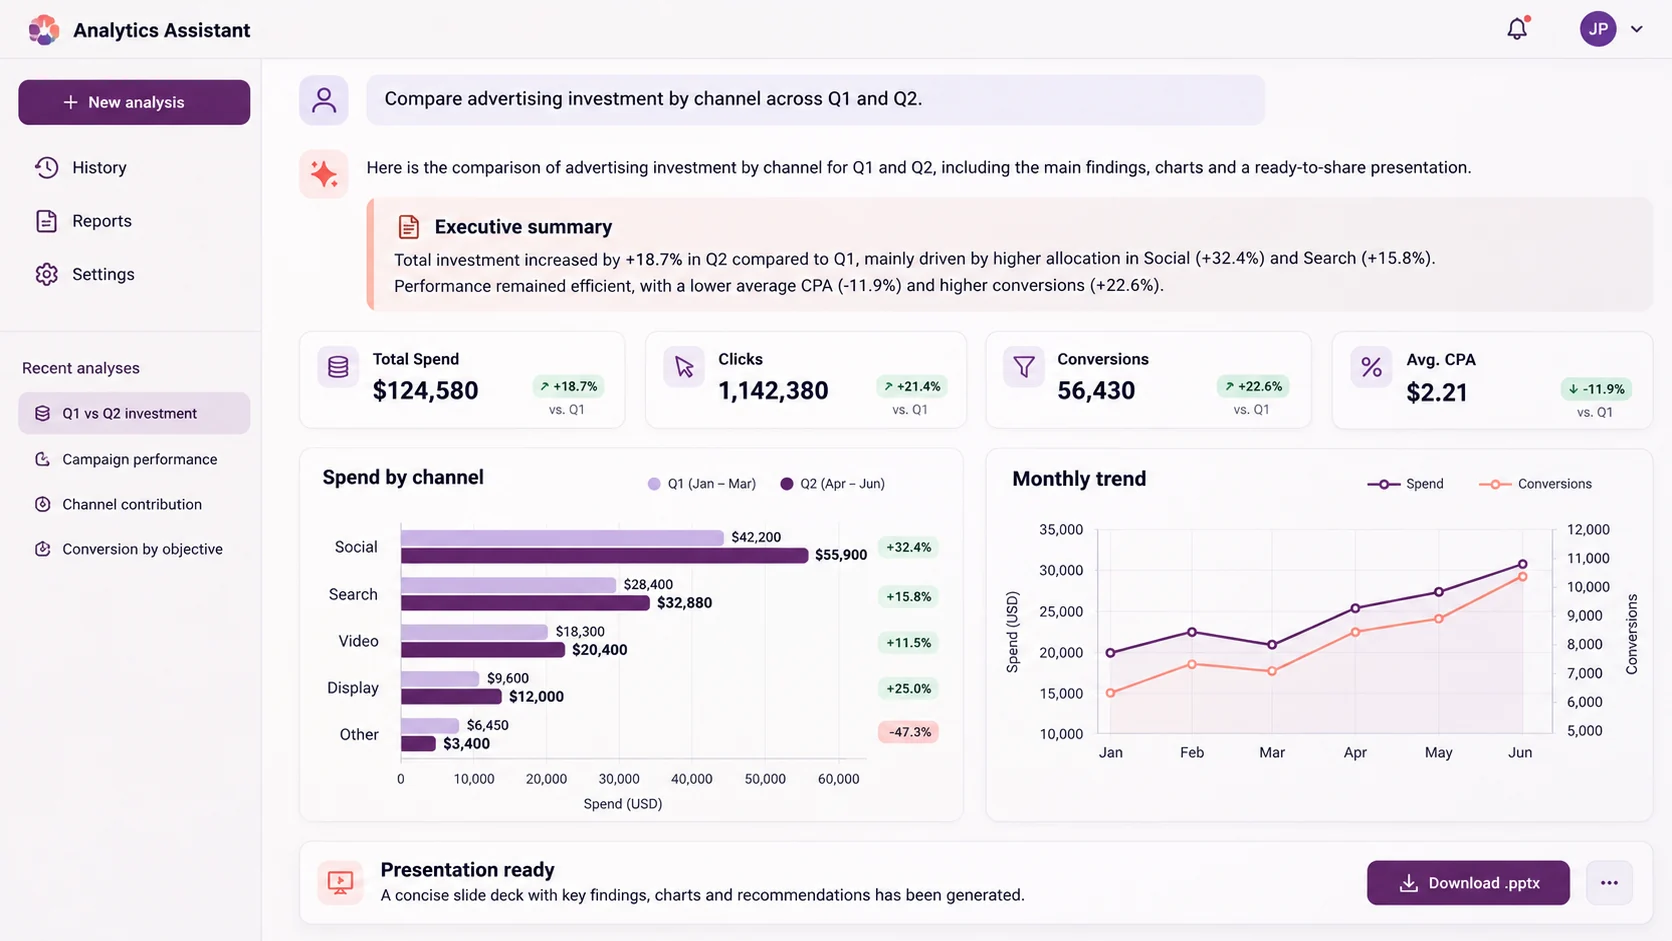 Analytics Assistant
JP
+ New analysis
History
Reports
Settings
Recent analyses
Q1 vs Q2 investment
Campaign performance
Channel contribution
Conversion by objective
Compare advertising investment by channel across Q1 and Q2.
Here is the comparison of advertising investment by channel for Q1 and Q2, including the main findings, charts and a ready-to-share presentation.
Executive summary
Total investment increased by +18.7% in Q2 compared to Q1, mainly driven by higher allocation in Social (+32.4%) and Search (+15.8%).
Performance remained efficient, with a lower average CPA (-11.9%) and higher conversions (+22.6%).
Total Spend
$124,580
↗ +18.7%
vs. Q1
Clicks
1,142,380
↗ +21.4%
vs. Q1
Conversions
56,430
↗ +22.6%
vs. Q1
%
Avg. CPA
$2.21
↓ -11.9%
vs. Q1
Spend by channel
Q1 (Jan – Mar)
Q2 (Apr – Jun)
Social
$42,200
$55,900
+32.4%
Search
$28,400
$32,880
+15.8%
Video
$18,300
$20,400
+11.5%
Display
$9,600
$12,000
+25.0%
Other
$6,450
$3,400
-47.3%
0 10,000 20,000 30,000 40,000 50,000 60,000
Spend (USD)
Monthly trend
Spend
Conversions
35,000
30,000
25,000
20,000
15,000
10,000
Spend (USD)
12,000
11,000
10,000
9,000
8,000
7,000
6,000
5,000
Conversions
Jan Feb Mar Apr May Jun
Presentation ready
A concise slide deck with key findings, charts and recommendations has been generated.
Download .pptx